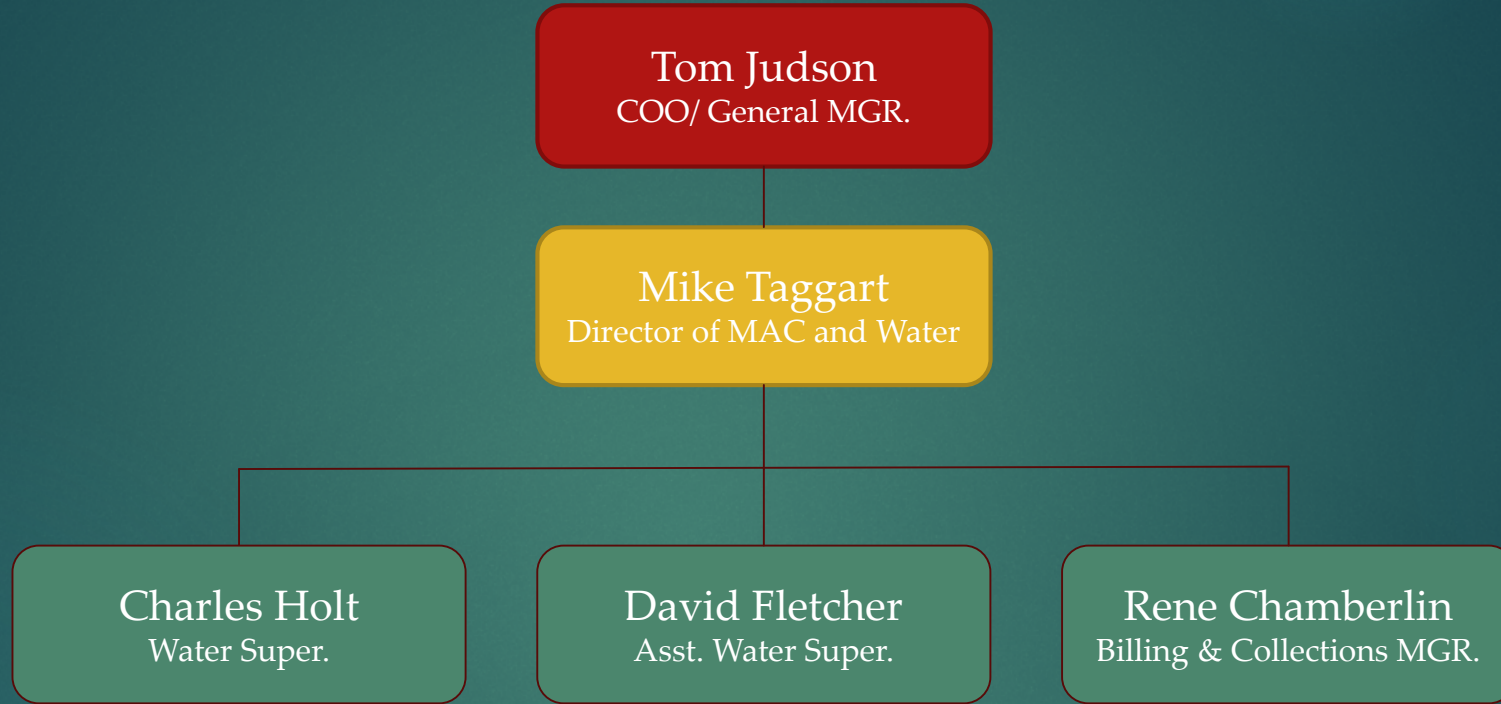 Tom Judson
COO/ General MGR.
Mike Taggart
Director of MAC and Water
Charles Holt
Water Super.
David Fletcher
Asst. Water Super.
Rene Chamberlin
Billing & Collections MGR.